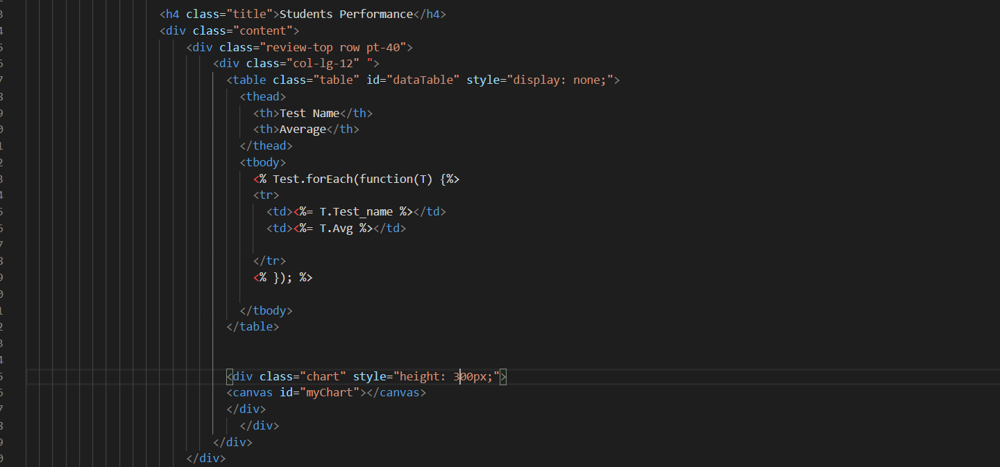 <h4 class="title">Students Performance</h4>
<div class="content">
<div class="review-top row pt-40">
<div class="col-lg-12" ">
<table class="table" id="dataTable" style="display: none;">
<thead>
<th>Test Name</th>
<th>Average</th>
</thead>
<tbody>
<% Test.forEach(function(T) {%>
<tr>
<td><%= T.Test_name %></td>
<td><%= T.Avg %></td>
</tr>
<% }); %>
</tbody>
</table>
<div class="chart" style="height: 300px;">
<canvas id="myChart"></canvas>
</div>
</div>
</div>
</div>